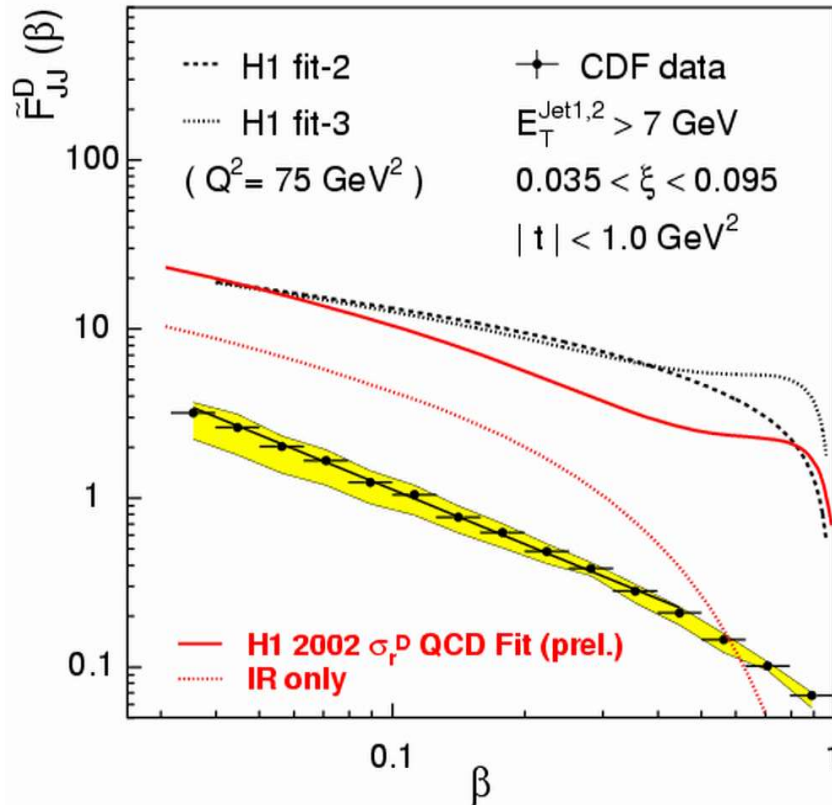 F̃ᴰJJ (β)
H1 fit-2
H1 fit-3
( Q²= 75 GeV² )
CDF data
E_T^Jet1,2 > 7 GeV
0.035 < ξ < 0.095
| t | < 1.0 GeV²
100
10
1
0.1
H1 2002 σ_r^D QCD Fit (prel.)
IR only
0.1
1
β